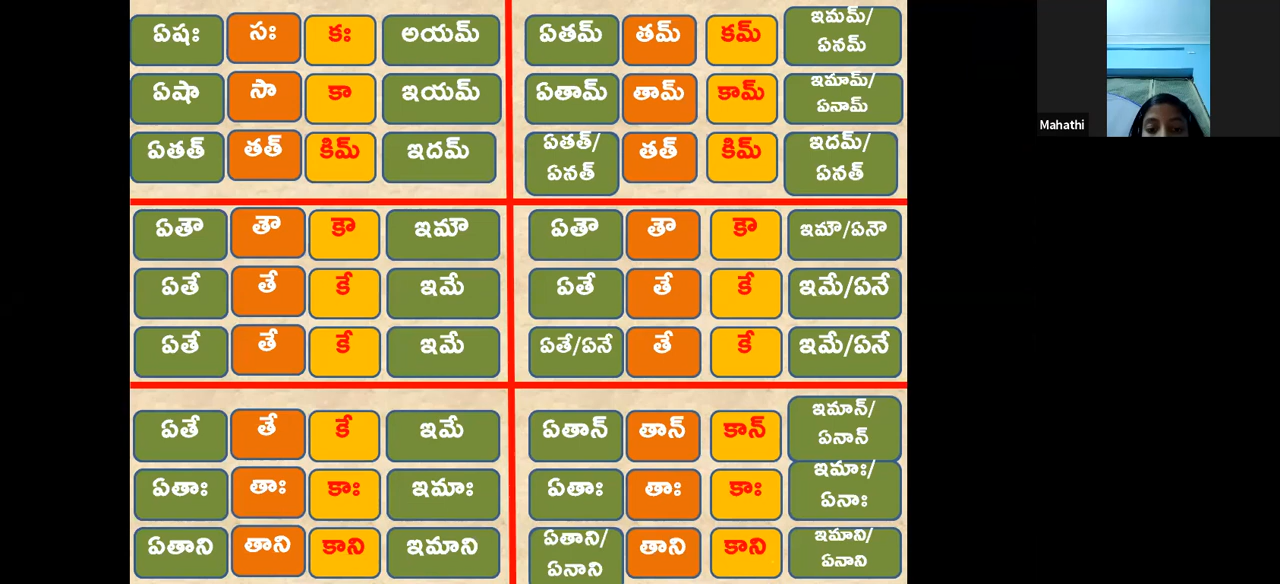 ఏషః సః కః అయమ్ ఏతమ్ తమ్ కమ్ ఇమమ్/
ఏనమ్
ఏషా సా కా ఇయమ్ ఏతామ్ తామ్ కామ్ ఇమామ్/
ఏనామ్
ఏతత్ తత్ కిమ్ ఇదమ్ ఏతత్/
ఏనత్ తత్ కిమ్ ఇదమ్/
ఏనత్
ఏతౌ తౌ కౌ ఇమౌ ఏతౌ తౌ కౌ ఇమౌ/ఏనౌ
ఏతే తే కే ఇమే ఏతే తే కే ఇమే/ఏనే
ఏతే తే కే ఇమే ఏతే/ఏనే తే కే ఇమే/ఏనే
ఏతే తే కే ఇమే ఏతాన్ తాన్ కాన్ ఇమాన్/
ఏనాన్
ఏతాః తాః కాః ఇమాః ఏతాః తాః కాః ఇమాః/
ఏనాః
ఏతాని తాని కాని ఇమాని ఏతాని/
ఏనాని తాని కాని ఇమాని/
ఏనాని
Mahathi